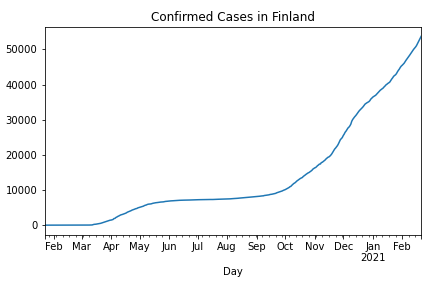 Confirmed Cases in Finland
50000
40000
30000
20000
10000
0
Feb Mar Apr May Jun Jul Aug Sep Oct Nov Dec Jan Feb
2021
Day